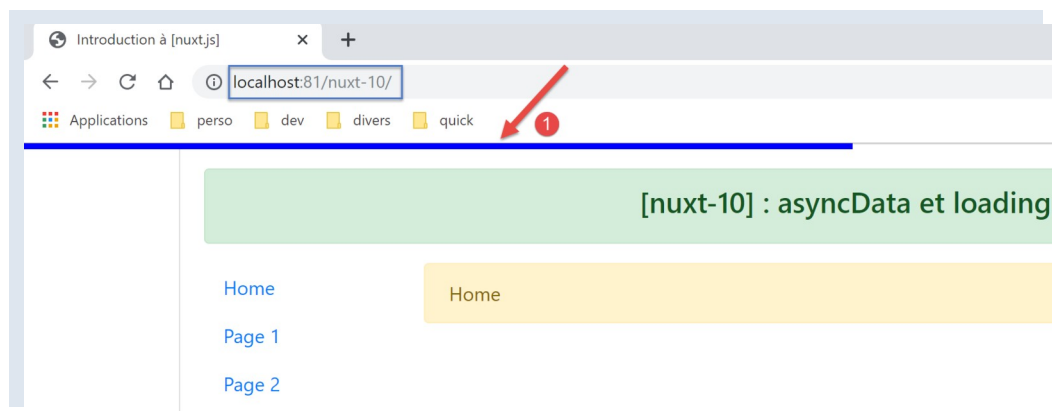 Introduction à [nuxt.js]
localhost:81/nuxt-10/
Applications perso dev divers quick
1
[nuxt-10] : asyncData et loading
Home Home
Page 1
Page 2